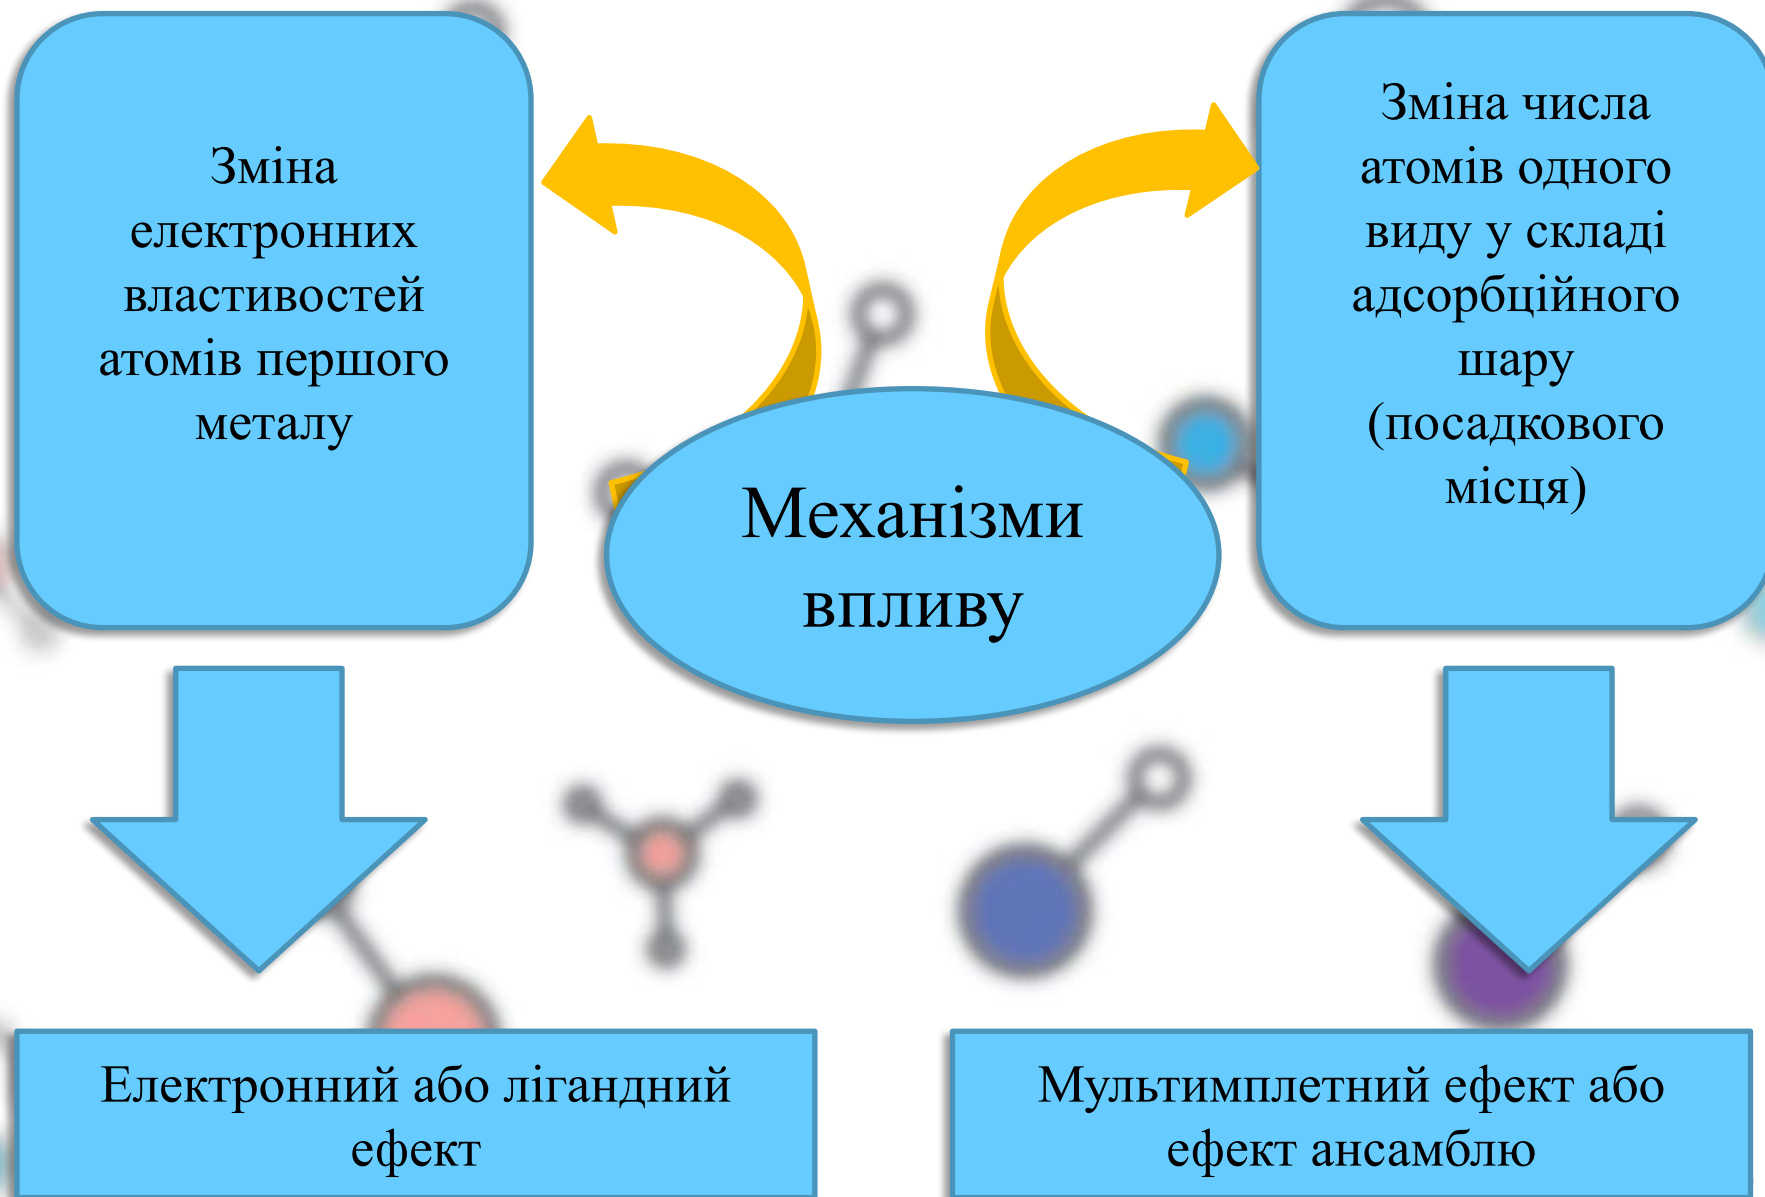 Зміна
електронних
властивостей
атомів першого
металу
Зміна числа
атомів одного
виду у складі
адсорбційного
шару
(посадкового
місця)
Механізми
впливу
Електронний або лігандний
ефект
Мультимплетний ефект або
ефект ансамблю